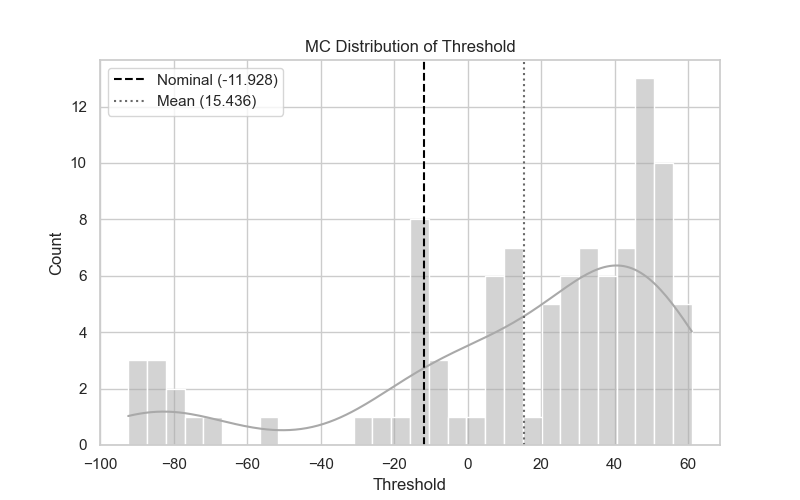 MC Distribution of Threshold
Nominal (-11.928)
Mean (15.436)
Count
12
10
8
6
4
2
0
−100 −80 −60 −40 −20 0 20 40 60
Threshold